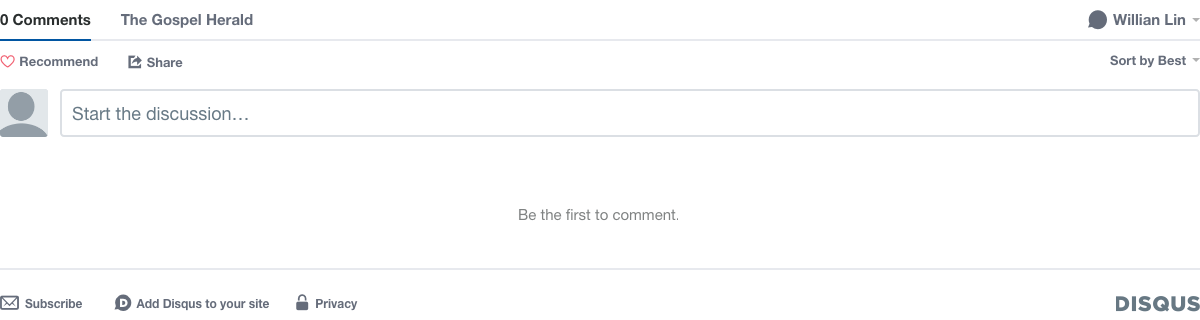 0 Comments The Gospel Herald Willian Lin
Recommend Share Sort by Best
Start the discussion…
Be the first to comment.
Subscribe Add Disqus to your site Privacy DISQUS